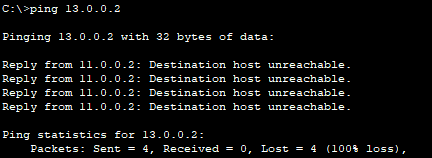 C:\>ping 13.0.0.2
Pinging 13.0.0.2 with 32 bytes of data:
Reply from 11.0.0.2: Destination host unreachable.
Reply from 11.0.0.2: Destination host unreachable.
Reply from 11.0.0.2: Destination host unreachable.
Reply from 11.0.0.2: Destination host unreachable.
Ping statistics for 13.0.0.2:
    Packets: Sent = 4, Received = 0, Lost = 4 (100% loss),